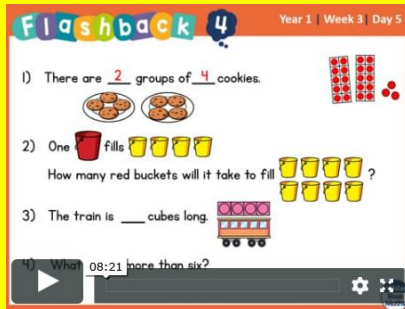 Flashback 4
Year 1 | Week 3 | Day 5
1) There are 2 groups of 4 cookies.
2) One fills
How many red buckets will it take to fill ?
3) The train is ___ cubes long.
4) What more than six?
08:21